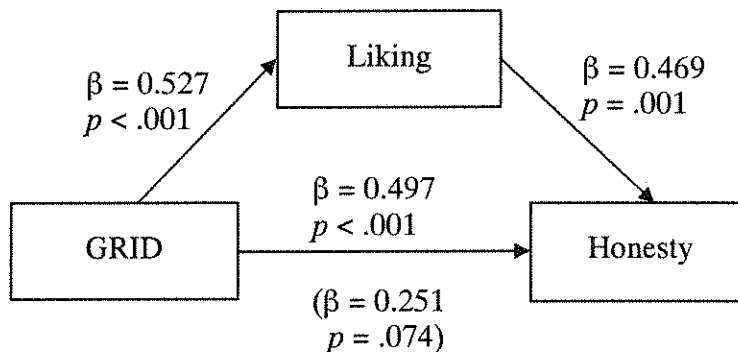 Liking
β = 0.527
p < .001
β = 0.469
p = .001
β = 0.497
p < .001
GRID
Honesty
(β = 0.251
p = .074)